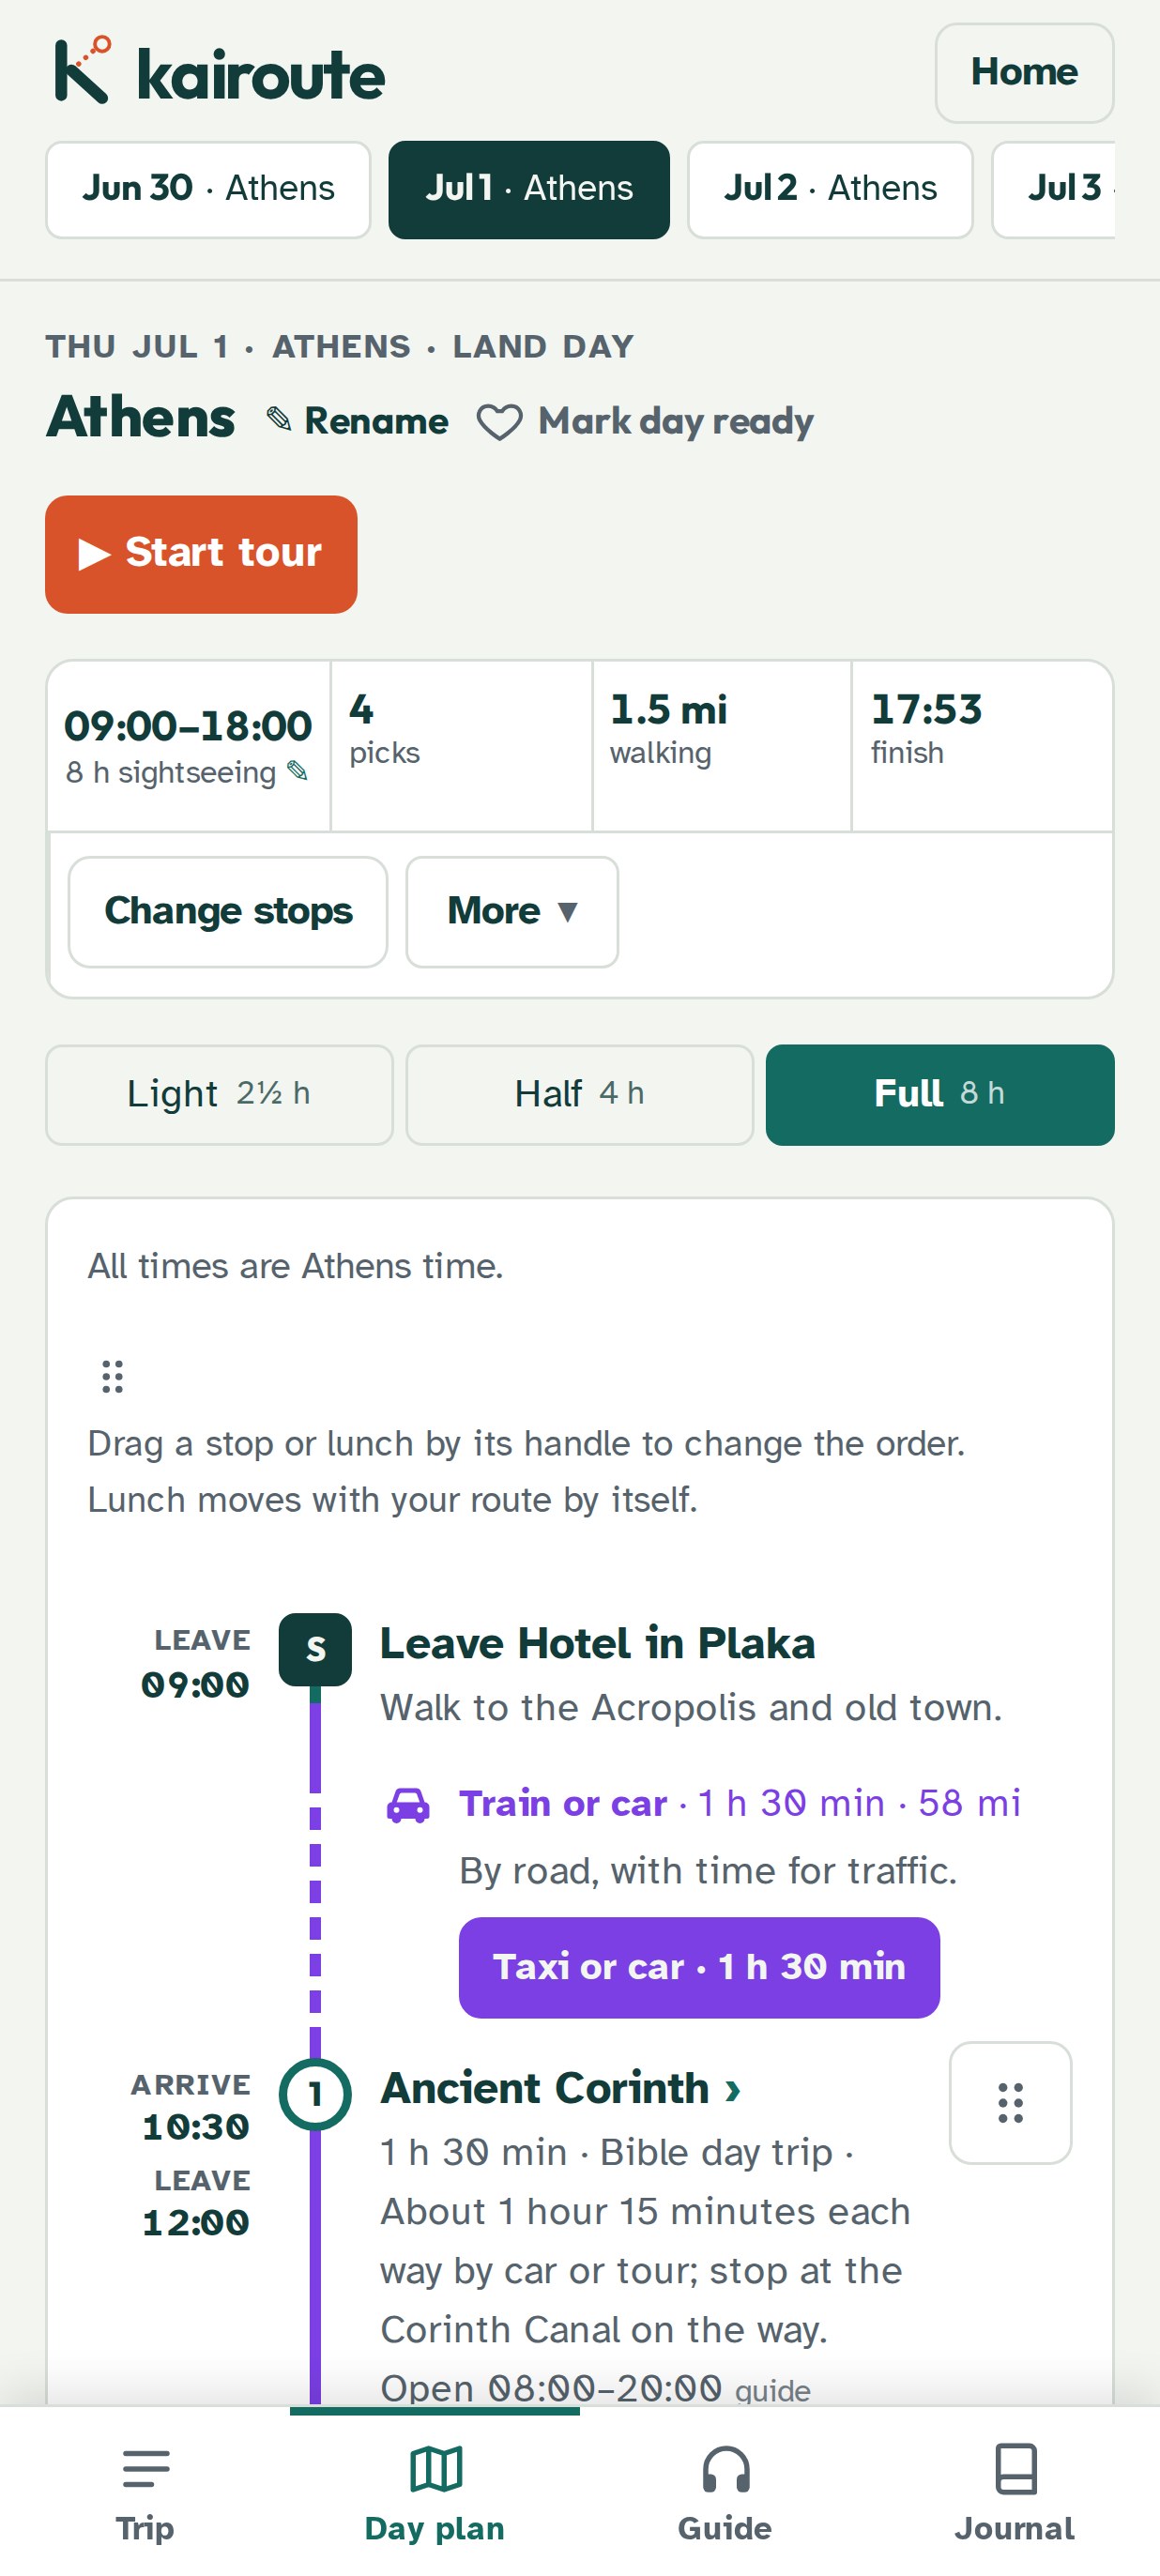 kairoute
Home
Jun 30 · Athens
Jul 1 · Athens
Jul 2 · Athens
Jul 3 ·
THU JUL 1 · ATHENS · LAND DAY
Athens ✎ Rename ♡ Mark day ready
▶ Start tour
09:00–18:00
8 h sightseeing ✎
4
picks
1.5 mi
walking
17:53
finish
Change stops
More ▼
Light 2½ h
Half 4 h
Full 8 h
All times are Athens time.
Drag a stop or lunch by its handle to change the order.
Lunch moves with your route by itself.
LEAVE
09:00
S
Leave Hotel in Plaka
Walk to the Acropolis and old town.
Train or car · 1 h 30 min · 58 mi
By road, with time for traffic.
Taxi or car · 1 h 30 min
ARRIVE
10:30
LEAVE
12:00
1
Ancient Corinth ›
1 h 30 min · Bible day trip ·
About 1 hour 15 minutes each
way by car or tour; stop at the
Corinth Canal on the way.
Open 08:00–20:00 guide
Trip
Day plan
Guide
Journal